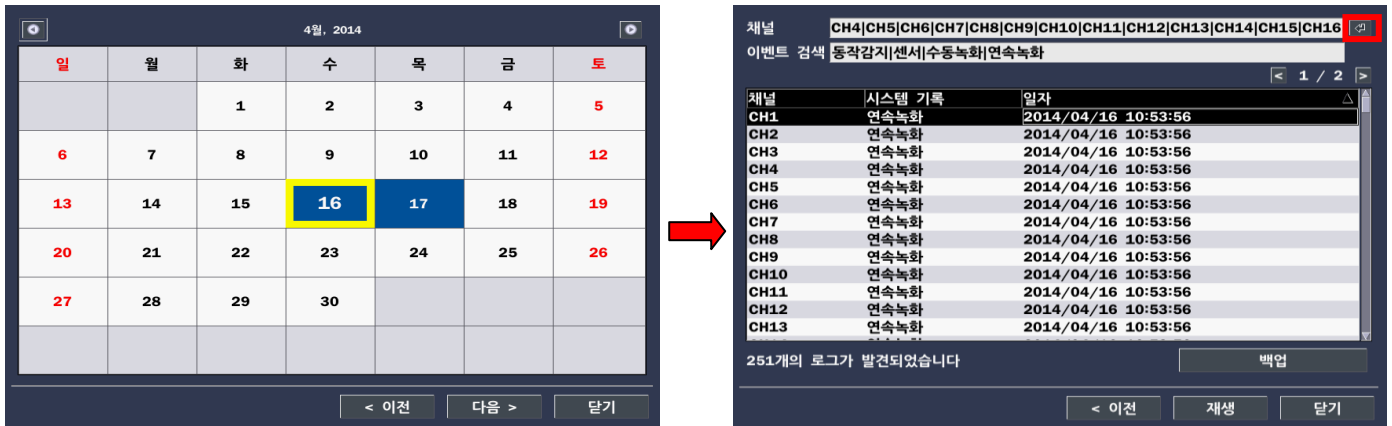 4월, 2014
일 월 화 수 목 금 토
1 2 3 4 5
6 7 8 9 10 11 12
13 14 15 16 17 18 19
20 21 22 23 24 25 26
27 28 29 30
< 이전 다음 > 닫기
채널 CH4|CH5|CH6|CH7|CH8|CH9|CH10|CH11|CH12|CH13|CH14|CH15|CH16
이벤트 검색 동작감지|센서|수동녹화|연속녹화
< 1 / 2 >
채널 시스템 기록 일자
CH1 연속녹화 2014/04/16 10:53:56
CH2 연속녹화 2014/04/16 10:53:56
CH3 연속녹화 2014/04/16 10:53:56
CH4 연속녹화 2014/04/16 10:53:56
CH5 연속녹화 2014/04/16 10:53:56
CH6 연속녹화 2014/04/16 10:53:56
CH7 연속녹화 2014/04/16 10:53:56
CH8 연속녹화 2014/04/16 10:53:56
CH9 연속녹화 2014/04/16 10:53:56
CH10 연속녹화 2014/04/16 10:53:56
CH11 연속녹화 2014/04/16 10:53:56
CH12 연속녹화 2014/04/16 10:53:56
CH13 연속녹화 2014/04/16 10:53:56
251개의 로그가 발견되었습니다 백업
< 이전 재생 닫기